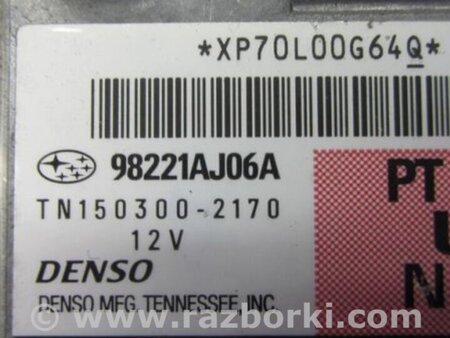 *XP70L00G64Q*
98221AJ06A
PT
TN150300-2170
12V
DENSO
N
DENSO MFG. TENNESSEE, INC.
© www.razborki.com